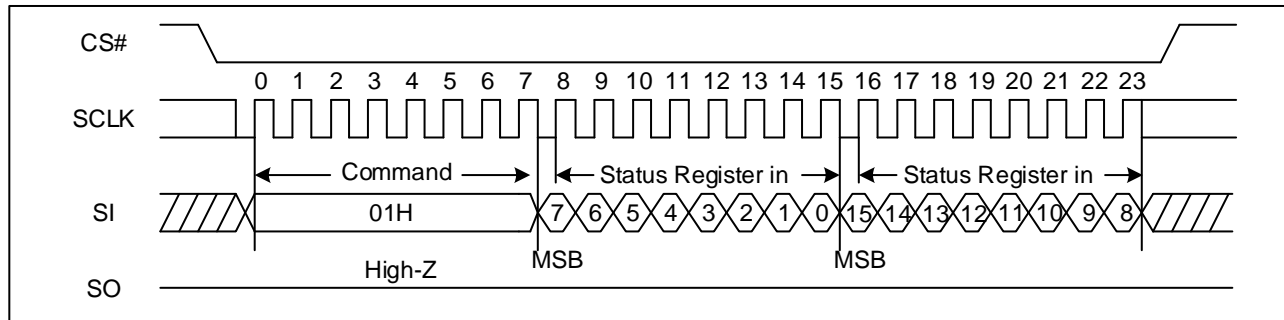 CS#
0 1 2 3 4 5 6 7 8 9 10 11 12 13 14 15 16 17 18 19 20 21 22 23
SCLK
Command Status Register in Status Register in
SI 01H 7 6 5 4 3 2 1 0 15 14 13 12 11 10 9 8
MSB MSB
High-Z
SO